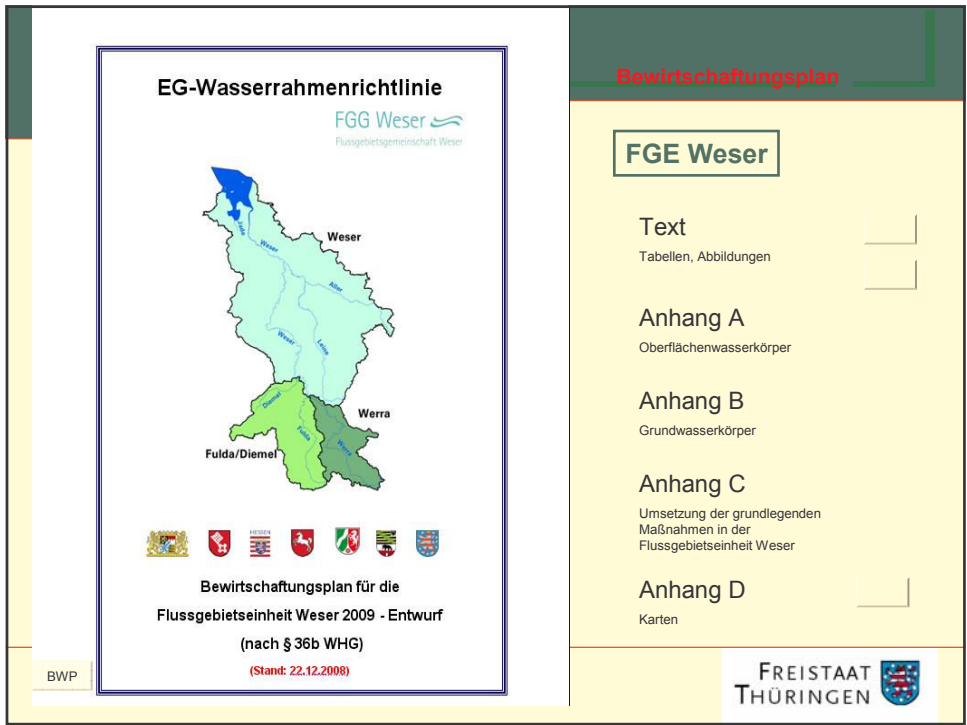 EG-Wasserrahmenrichtlinie
FGG Weser
Flussgebietsgemeinschaft Weser
Jade
Weser
Weser
Aller
Weser
Leine
Diemel
Fulda
Werra
Werra
Fulda/Diemel
HESSEN
Bewirtschaftungsplan für die
Flussgebietseinheit Weser 2009 - Entwurf
(nach § 36b WHG)
(Stand: 22.12.2008)
BWP
Bewirtschaftungsplan
FGE Weser
Text
Tabellen, Abbildungen
Anhang A
Oberflächenwasserkörper
Anhang B
Grundwasserkörper
Anhang C
Umsetzung der grundlegenden
Maßnahmen in der
Flussgebietseinheit Weser
Anhang D
Karten
FREISTAAT
THÜRINGEN